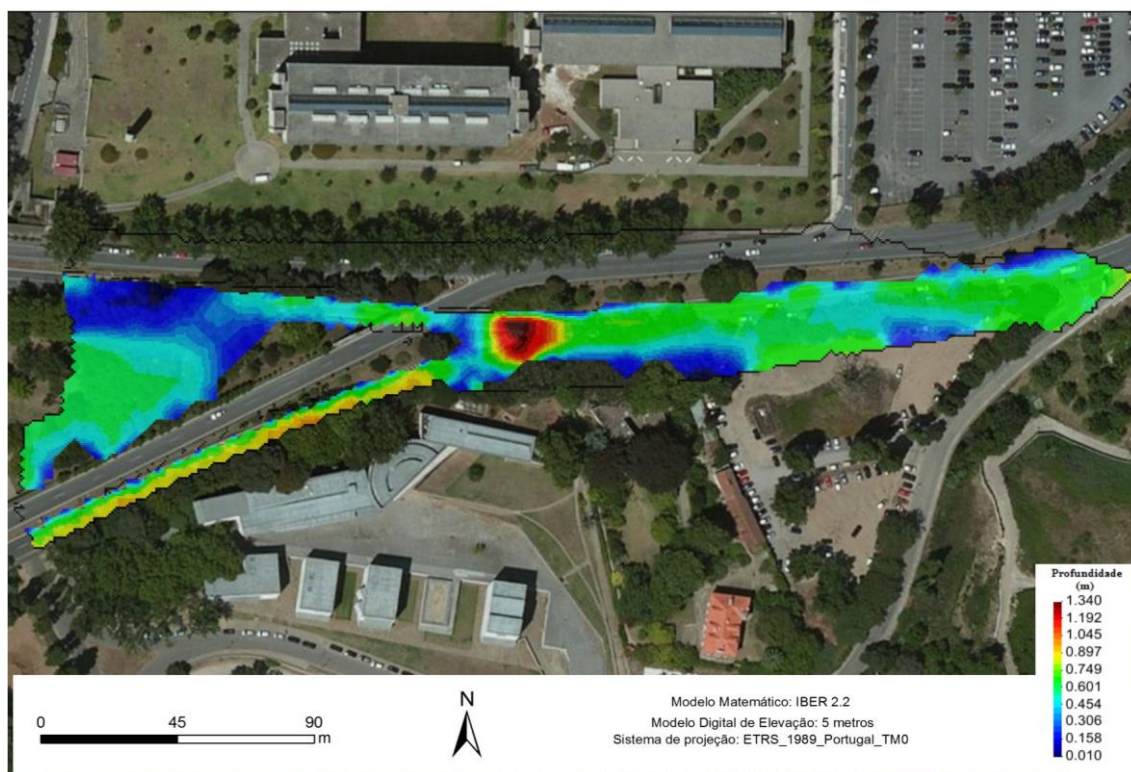 Profundidade
(m)
1.340
1.192
1.045
0.897
0.749
0.601
0.454
0.306
0.158
0.010
N
0 45 90
m
Modelo Matemático: IBER 2.2
Modelo Digital de Elevação: 5 metros
Sistema de projeção: ETRS_1989_Portugal_TM0